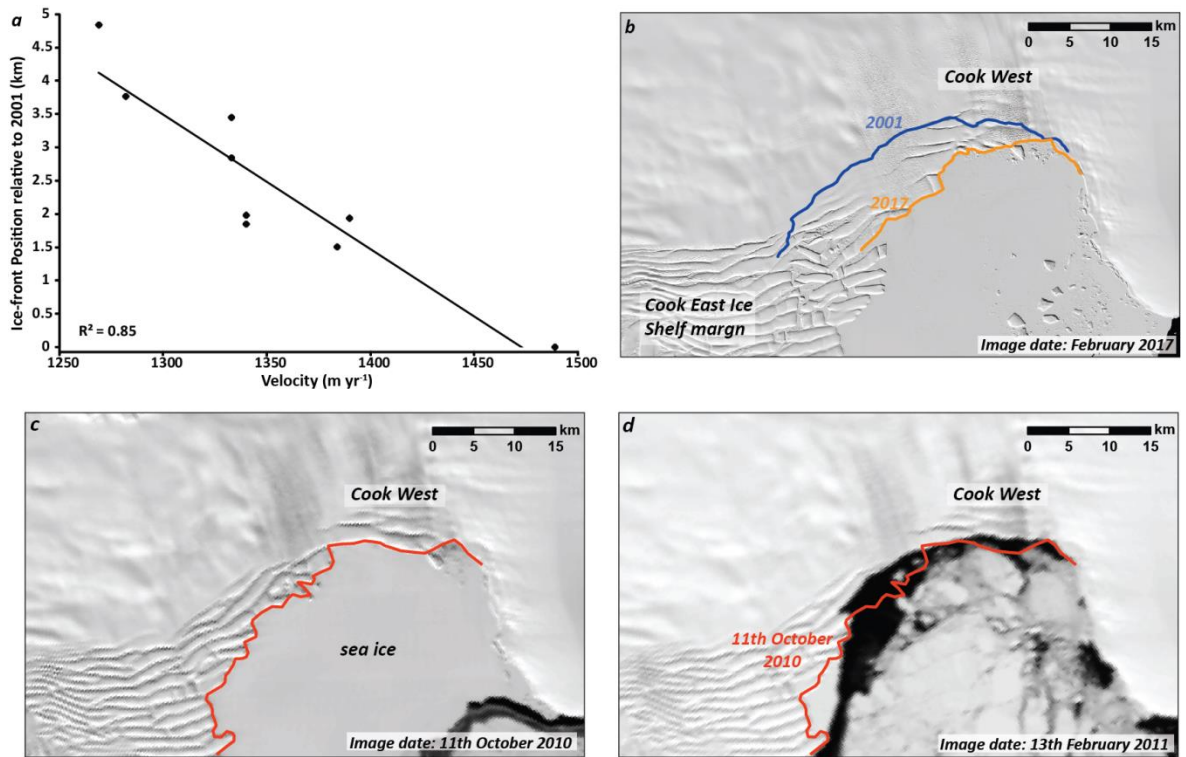 a
Ice-front Position relative to 2001 (km)
5
4.5
4
3.5
3
2.5
2
1.5
1
0.5
0
R² = 0.85
1250 1300 1350 1400 1450 1500
Velocity (m yr⁻¹)
b
km
0 5 10 15
Cook West
2001
2017
Cook East Ice
Shelf margn
Image date: February 2017
c
km
0 5 10 15
Cook West
sea ice
Image date: 11th October 2010
d
km
0 5 10 15
Cook West
11th October
2010
Image date: 13th February 2011